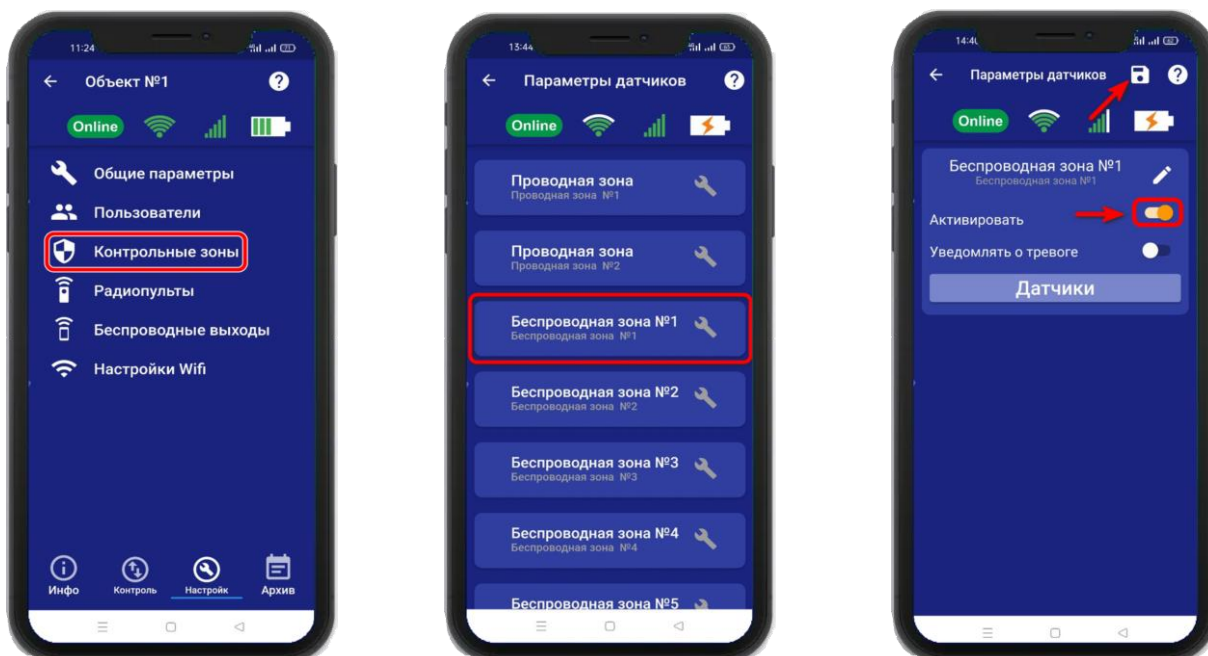 11:24
Объект №1
Online
Общие параметры
Пользователи
Контрольные зоны
Радиопульты
Беспроводные выходы
Настройки Wifi
Инфо
Контроль
Настройк
Архив
13:44
Параметры датчиков
Online
Проводная зона
Проводная зона №1
Проводная зона
Проводная зона №2
Беспроводная зона №1
Беспроводная зона №1
Беспроводная зона №2
Беспроводная зона №2
Беспроводная зона №3
Беспроводная зона №3
Беспроводная зона №4
Беспроводная зона №4
Беспроводная зона №5
Параметры датчиков
Online
Беспроводная зона №1
Беспроводная зона №1
Активировать
Уведомлять о тревоге
Датчики